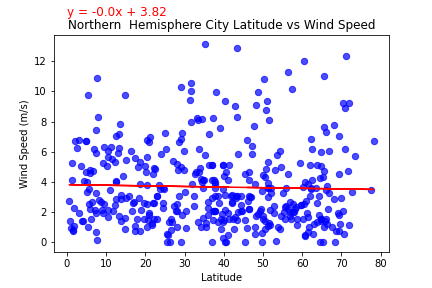 y = -0.0x + 3.82
Northern  Hemisphere City Latitude vs Wind Speed
Wind Speed (m/s)
12
10
8
6
4
2
0
0 10 20 30 40 50 60 70 80
Latitude